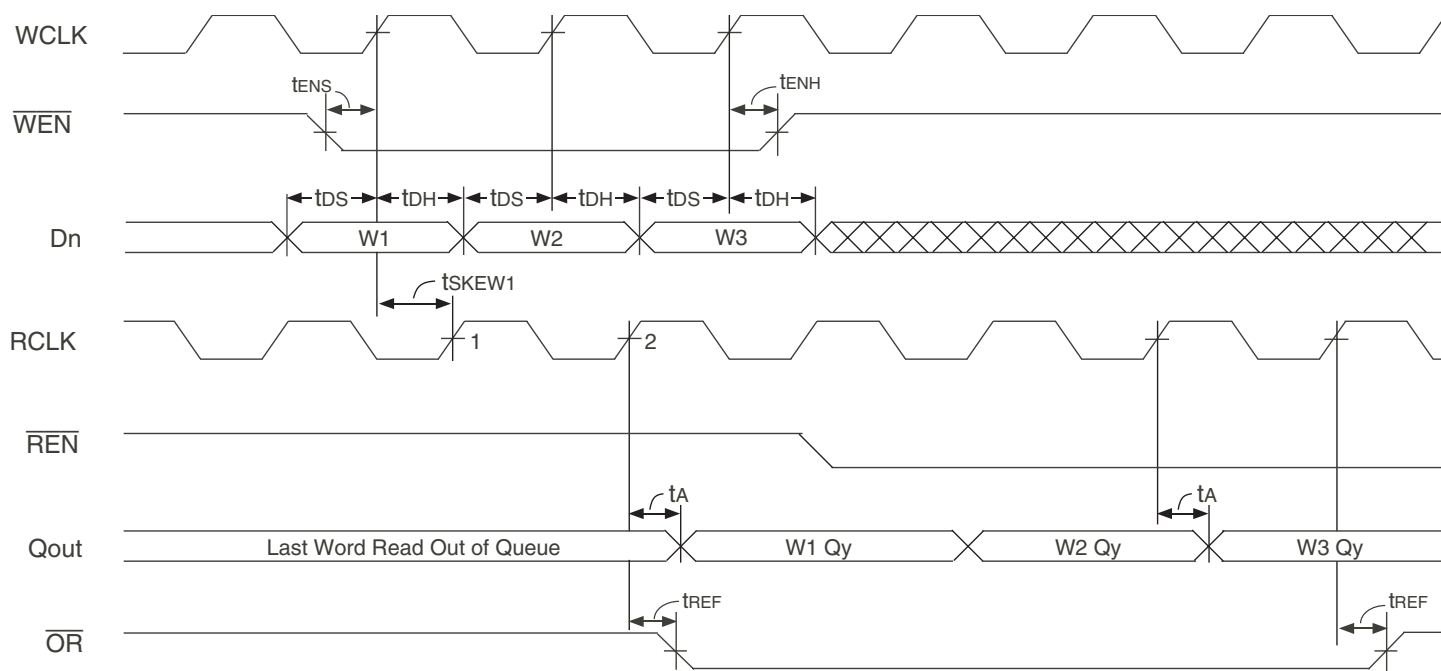 WCLK
tENS
tENH
WEN
tDS tDH tDS tDH tDS tDH
Dn W1 W2 W3
tSKEW1
RCLK 1 2
REN
tA tA
Qout Last Word Read Out of Queue W1 Qy W2 Qy W3 Qy
tREF tREF
OR